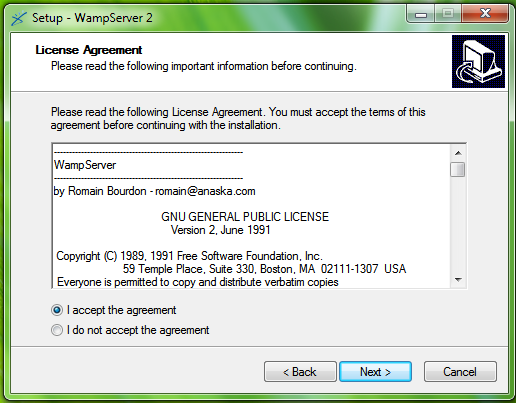 Setup - WampServer 2
License Agreement
Please read the following important information before continuing.
Please read the following License Agreement. You must accept the terms of this
agreement before continuing with the installation.
------------------------------------------------------------
WampServer
------------------------------------------------------------
by Romain Bourdon - romain@anaska.com
GNU GENERAL PUBLIC LICENSE
Version 2, June 1991
Copyright (C) 1989, 1991 Free Software Foundation, Inc.
59 Temple Place, Suite 330, Boston, MA  02111-1307  USA
Everyone is permitted to copy and distribute verbatim copies
I accept the agreement
I do not accept the agreement
< Back
Next >
Cancel